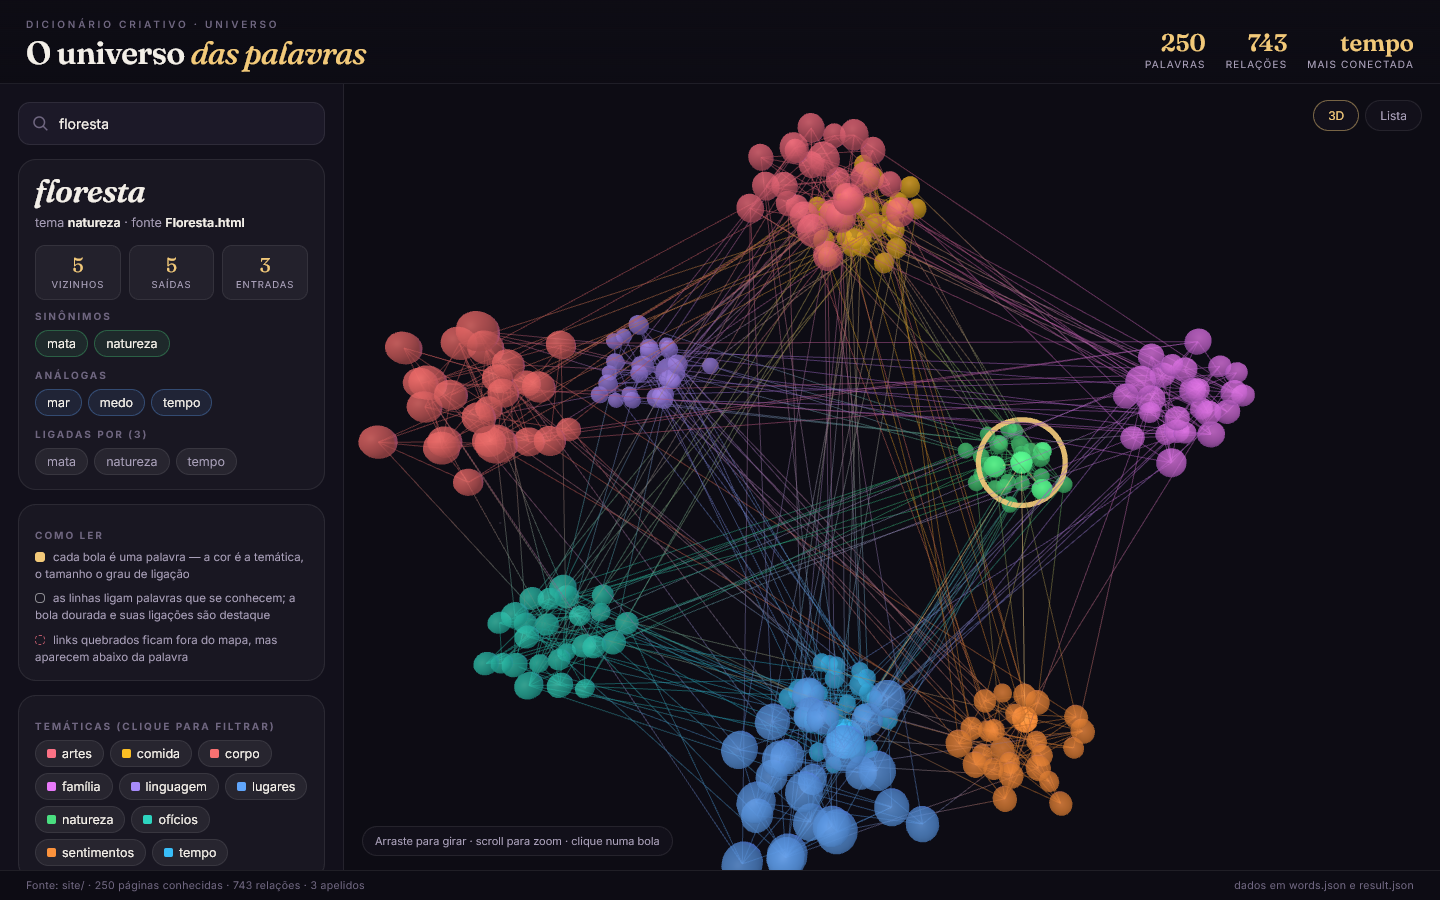 DICIONÁRIO CRIATIVO · UNIVERSO
O universo das palavras
250 743 tempo
PALAVRAS RELAÇÕES MAIS CONECTADA
floresta
3D Lista
floresta
tema natureza · fonte Floresta.html
5 5 3
VIZINHOS SAÍDAS ENTRADAS
SINÔNIMOS
mata natureza
ANÁLOGAS
mar medo tempo
LIGADAS POR (3)
mata natureza tempo
COMO LER
cada bola é uma palavra — a cor é a temática,
o tamanho o grau de ligação
as linhas ligam palavras que se conhecem; a
bola dourada e suas ligações são destaque
links quebrados ficam fora do mapa, mas
aparecem abaixo da palavra
TEMÁTICAS (CLIQUE PARA FILTRAR)
artes comida corpo
família linguagem lugares
natureza ofícios
sentimentos tempo
Arraste para girar · scroll para zoom · clique numa bola
Fonte: site/ · 250 páginas conhecidas · 743 relações · 3 apelidos
dados em words.json e result.json